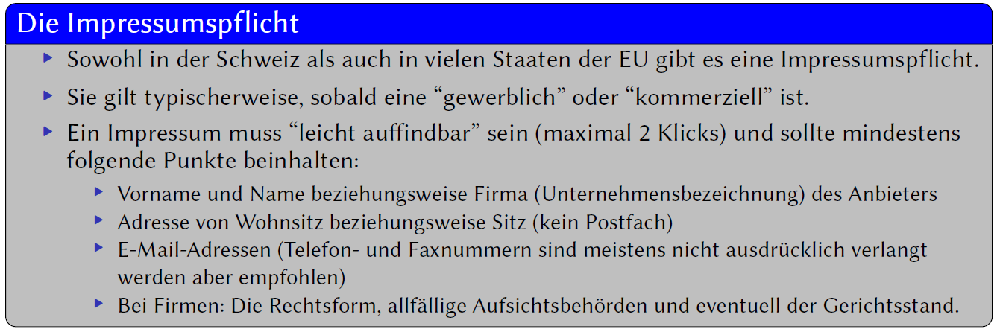 Die Impressumspflicht
Sowohl in der Schweiz als auch in vielen Staaten der EU gibt es eine Impressumspflicht.
Sie gilt typischerweise, sobald eine “gewerblich” oder “kommerziell” ist.
Ein Impressum muss “leicht auffindbar” sein (maximal 2 Klicks) und sollte mindestens
folgende Punkte beinhalten:
Vorname und Name beziehungsweise Firma (Unternehmensbezeichnung) des Anbieters
Adresse von Wohnsitz beziehungsweise Sitz (kein Postfach)
E-Mail-Adressen (Telefon- und Faxnummern sind meistens nicht ausdrücklich verlangt
werden aber empfohlen)
Bei Firmen: Die Rechtsform, allfällige Aufsichtsbehörden und eventuell der Gerichtsstand.